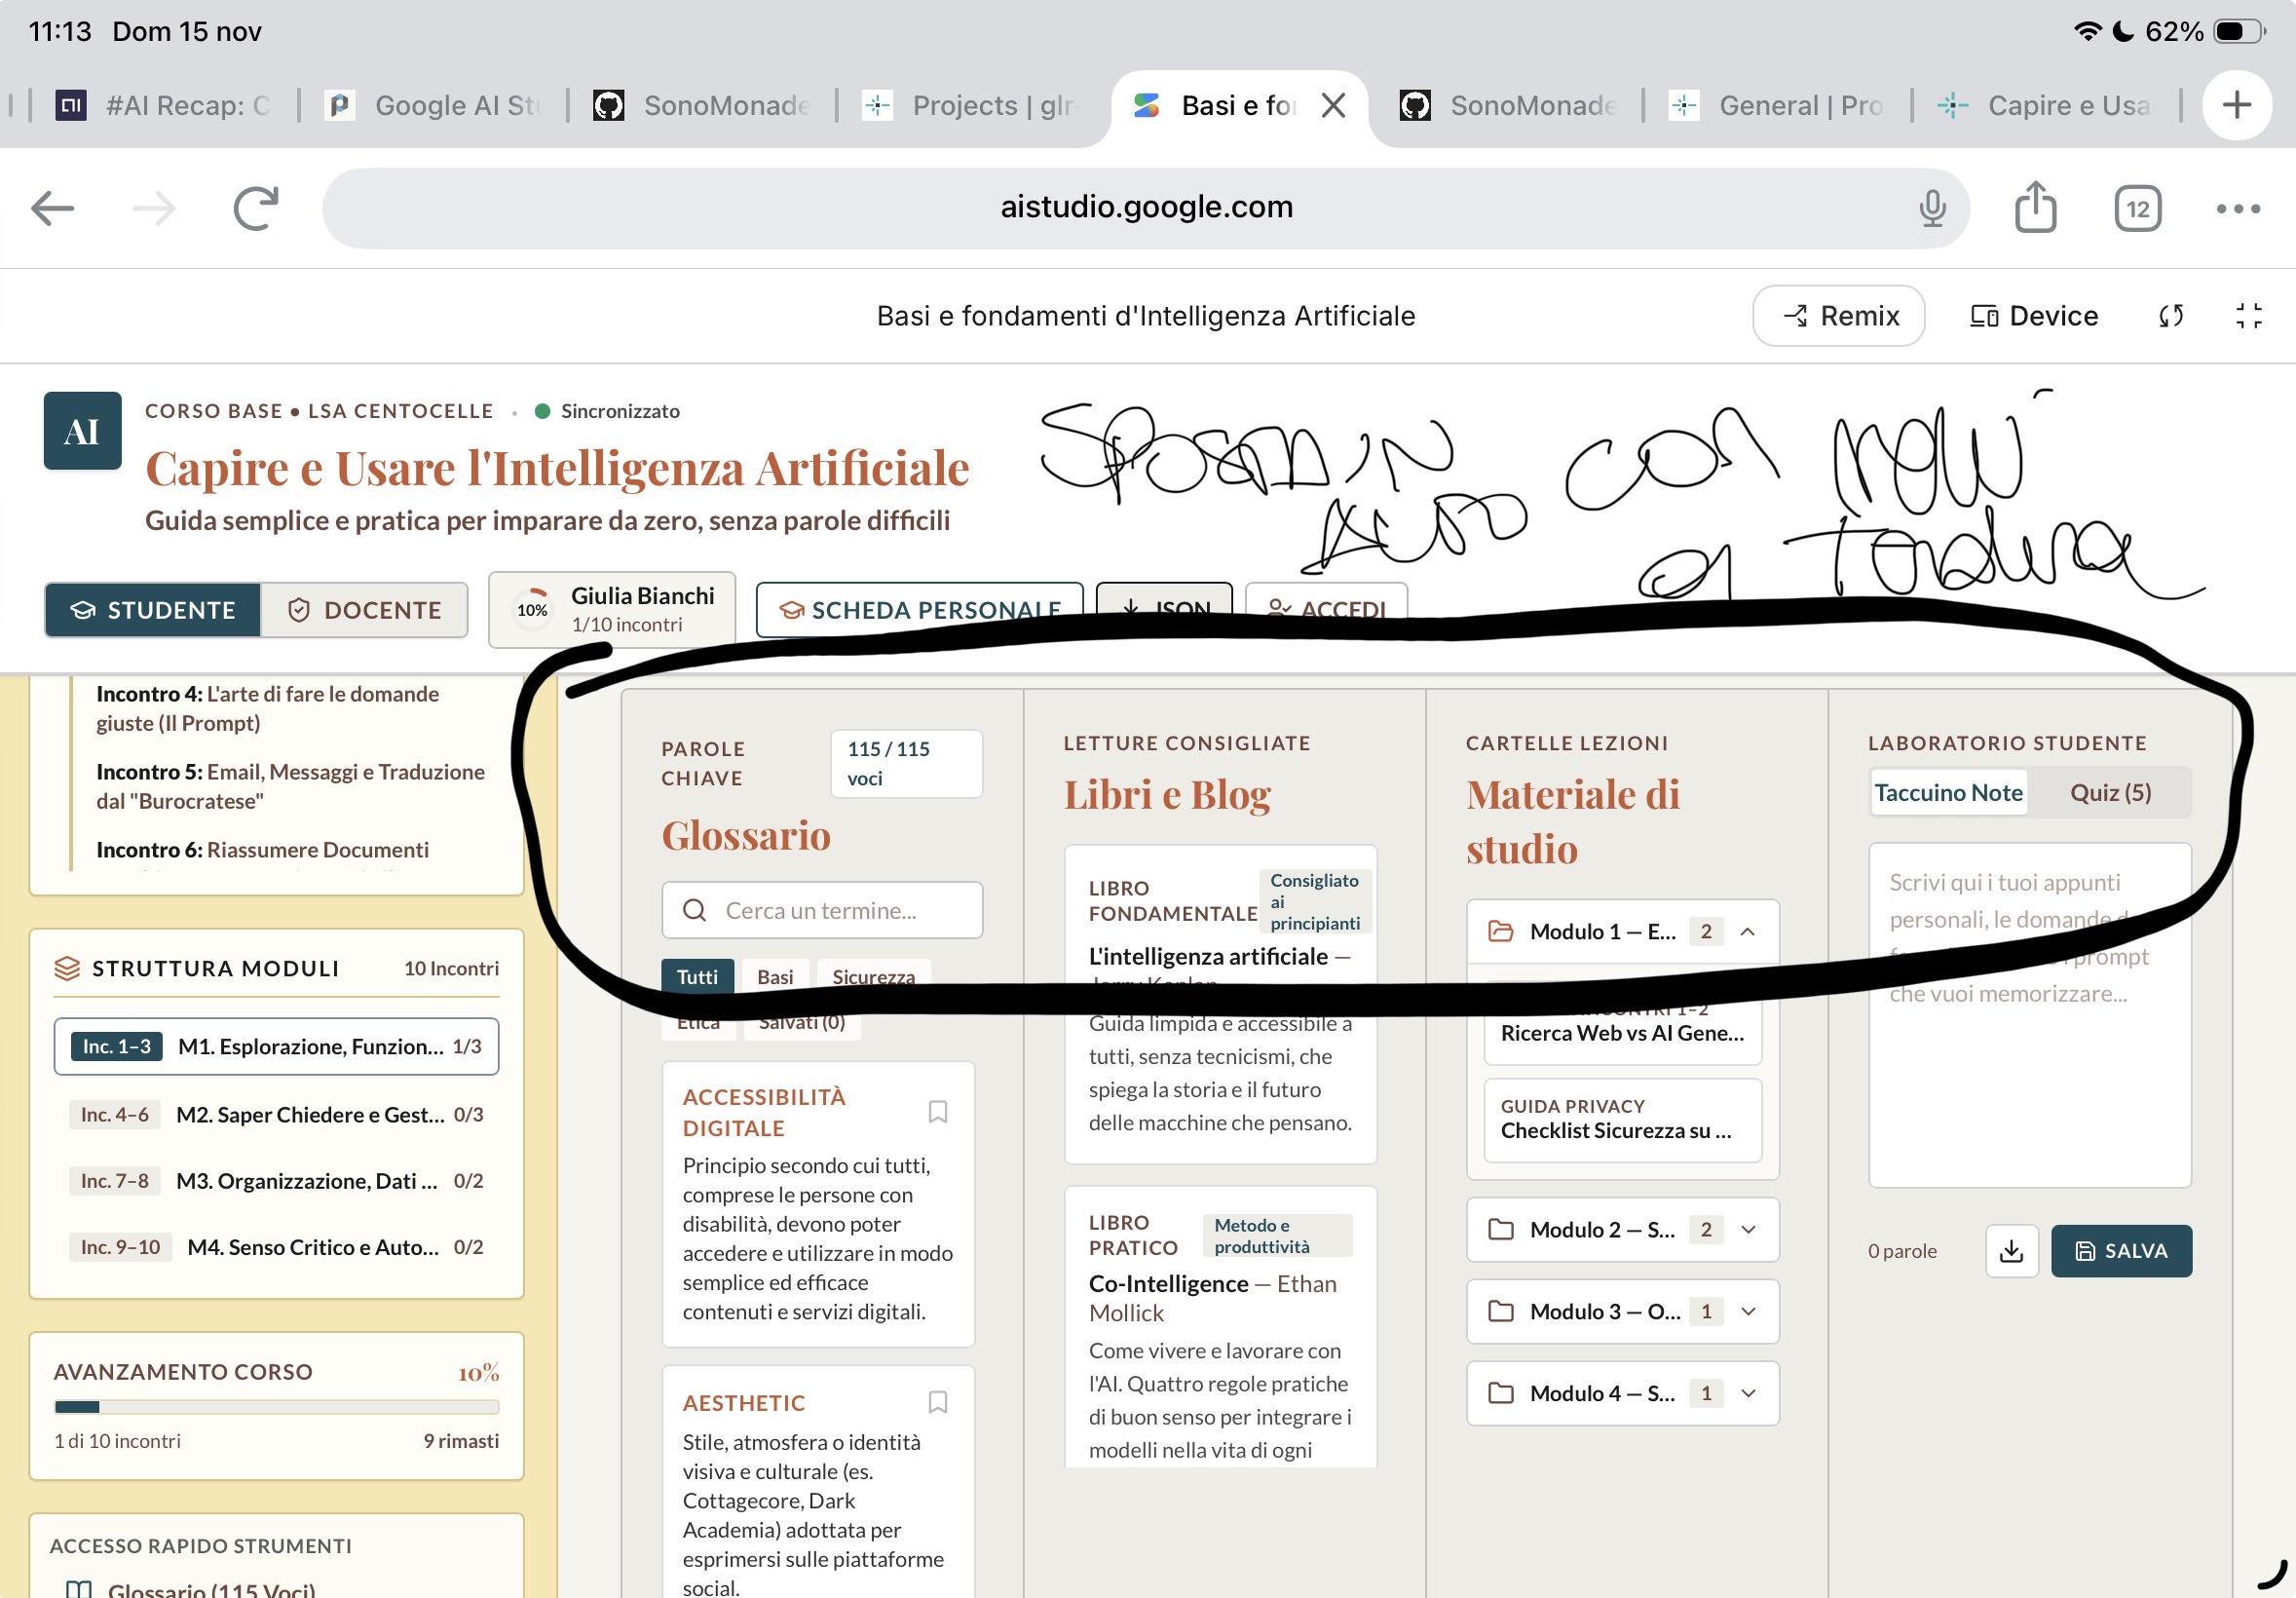 11:13 Dom 15 nov 62%
#AI Recap: C Google AI Stu SonoMonade Projects | glr- Basi e for SonoMonade General | Pro Capire e Usa
aistudio.google.com 12
Basi e fondamenti d'Intelligenza Artificiale Remix Device
AI
CORSO BASE • LSA CENTOCELLE • Sincronizzato
Capire e Usare l'Intelligenza Artificiale
Guida semplice e pratica per imparare da zero, senza parole difficili
con
STUDENTE DOCENTE
10% Giulia Bianchi
1/10 incontri
SCHEDA PERSONALE JSON ACCEDI
Incontro 4: L'arte di fare le domande
giuste (Il Prompt)
Incontro 5: Email, Messaggi e Traduzione
dal "Burocratese"
Incontro 6: Riassumere Documenti
STRUTTURA MODULI 10 Incontri
Inc. 1–3 M1. Esplorazione, Funzion... 1/3
Inc. 4–6 M2. Saper Chiedere e Gest... 0/3
Inc. 7–8 M3. Organizzazione, Dati ... 0/2
Inc. 9–10 M4. Senso Critico e Auto... 0/2
AVANZAMENTO CORSO 10%
1 di 10 incontri 9 rimasti
ACCESSO RAPIDO STRUMENTI
Glossario (115 Voci)
PAROLE
CHIAVE
115 / 115
voci
Glossario
Cerca un termine...
Tutti Basi Sicurezza
Etica Salvati (0)
ACCESSIBILITÀ
DIGITALE
Principio secondo cui tutti,
comprese le persone con
disabilità, devono poter
accedere e utilizzare in modo
semplice ed efficace
contenuti e servizi digitali.
AESTHETIC
Stile, atmosfera o identità
visiva e culturale (es.
Cottagecore, Dark
Academia) adottata per
esprimersi sulle piattaforme
social.
LETTURE CONSIGLIATE
Libri e Blog
LIBRO
FONDAMENTALE
Consigliato
ai
principianti
L'intelligenza artificiale —
Jerry Kaplan
Guida limpida e accessibile a
tutti, senza tecnicismi, che
spiega la storia e il futuro
delle macchine che pensano.
LIBRO
PRATICO
Metodo e
produttività
Co-Intelligence — Ethan
Mollick
Come vivere e lavorare con
l'AI. Quattro regole pratiche
di buon senso per integrare i
modelli nella vita di ogni
CARTELLE LEZIONI
Materiale di
studio
Modulo 1 — E... 2
INCONTRI 1–2
Ricerca Web vs AI Gene...
GUIDA PRIVACY
Checklist Sicurezza su ...
Modulo 2 — S... 2
Modulo 3 — O... 1
Modulo 4 — S... 1
LABORATORIO STUDENTE
Taccuino Note Quiz (5)
Scrivi qui i tuoi appunti
personali, le domande
prompt
che vuoi memorizzare...
0 parole SALVA